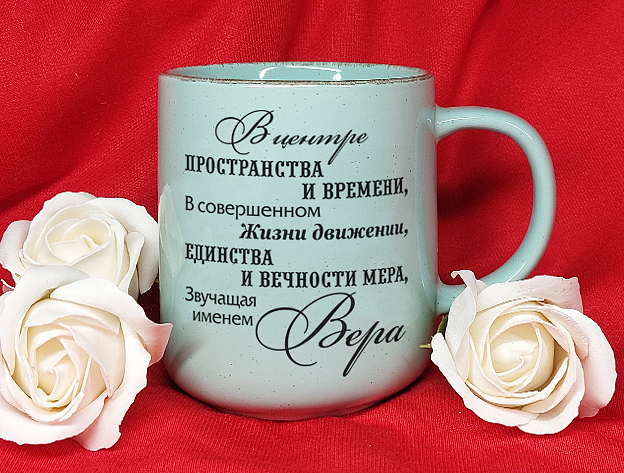 В центре
ПРОСТРАНСТВА
И ВРЕМЕНИ,
В совершенном
Жизни движении,
ЕДИНСТВА
И ВЕЧНОСТИ МЕРА,
Звучащая
именем
Вера